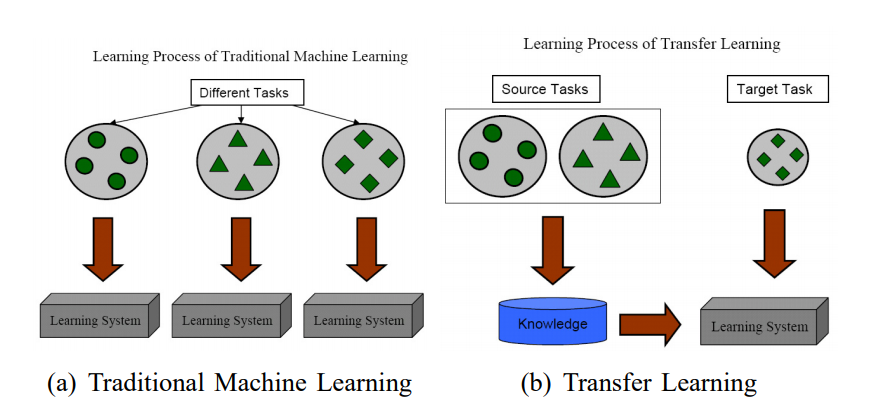 Learning Process of Traditional Machine Learning
Different Tasks
Learning System
Learning System
Learning System
(a) Traditional Machine Learning
Learning Process of Transfer Learning
Source Tasks
Target Task
Knowledge
Learning System
(b) Transfer Learning